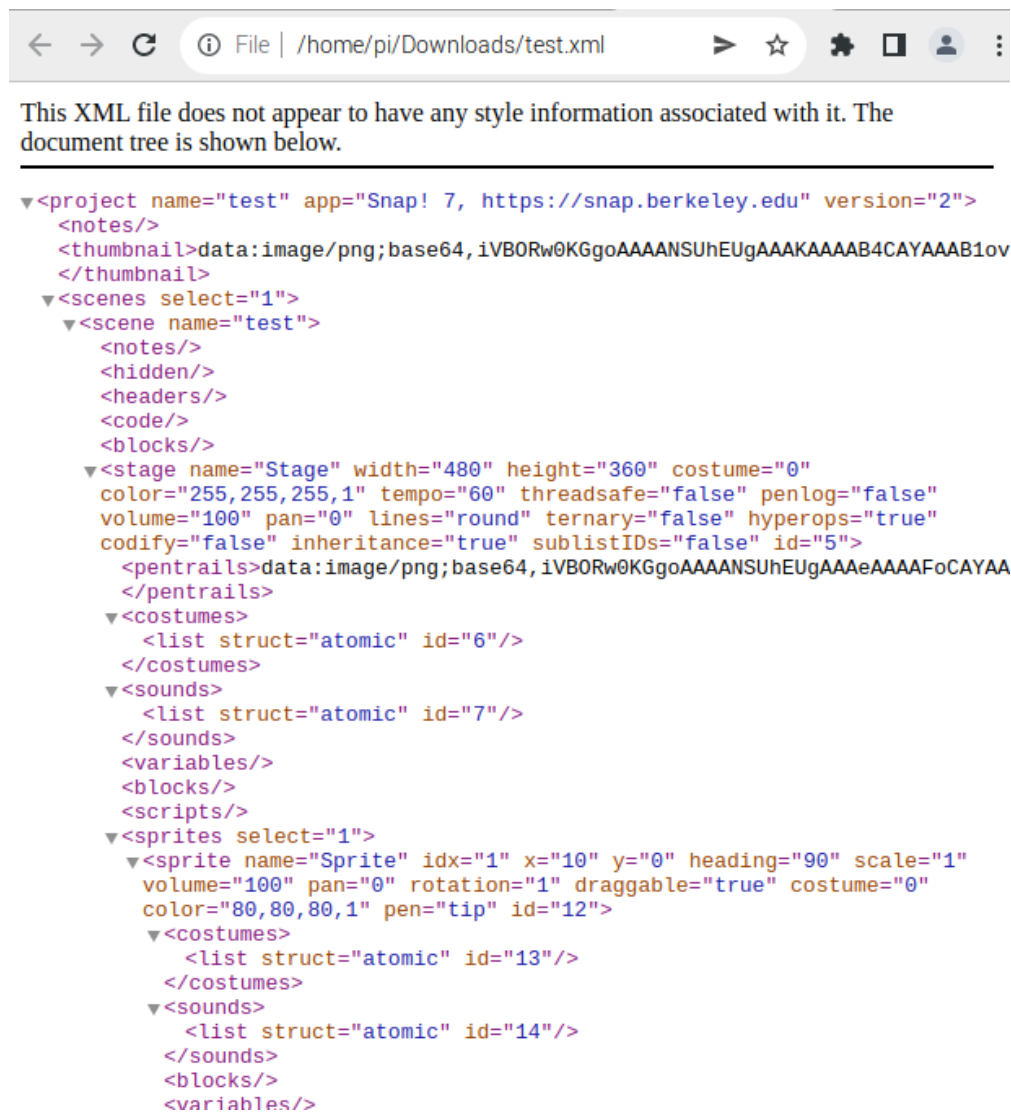 File | /home/pi/Downloads/test.xml
This XML file does not appear to have any style information associated with it. The
document tree is shown below.
▼<project name="test" app="Snap! 7, https://snap.berkeley.edu" version="2">
<notes/>
<thumbnail>data:image/png;base64,iVBORw0KGgoAAAANSUhEUgAAAKAAAAB4CAYAAAB1ov
</thumbnail>
▼<scenes select="1">
▼<scene name="test">
<notes/>
<hidden/>
<headers/>
<code/>
<blocks/>
▼<stage name="Stage" width="480" height="360" costume="0"
color="255,255,255,1" tempo="60" threadsafe="false" penlog="false"
volume="100" pan="0" lines="round" ternary="false" hyperops="true"
codify="false" inheritance="true" sublistIDs="false" id="5">
<pentrails>data:image/png;base64,iVBORw0KGgoAAAANSUhEUgAAAeAAAAFoCAYAA
</pentrails>
▼<costumes>
<list struct="atomic" id="6"/>
</costumes>
▼<sounds>
<list struct="atomic" id="7"/>
</sounds>
<variables/>
<blocks/>
<scripts/>
▼<sprites select="1">
▼<sprite name="Sprite" idx="1" x="10" y="0" heading="90" scale="1"
volume="100" pan="0" rotation="1" draggable="true" costume="0"
color="80,80,80,1" pen="tip" id="12">
▼<costumes>
<list struct="atomic" id="13"/>
</costumes>
▼<sounds>
<list struct="atomic" id="14"/>
</sounds>
<blocks/>
<variables/>